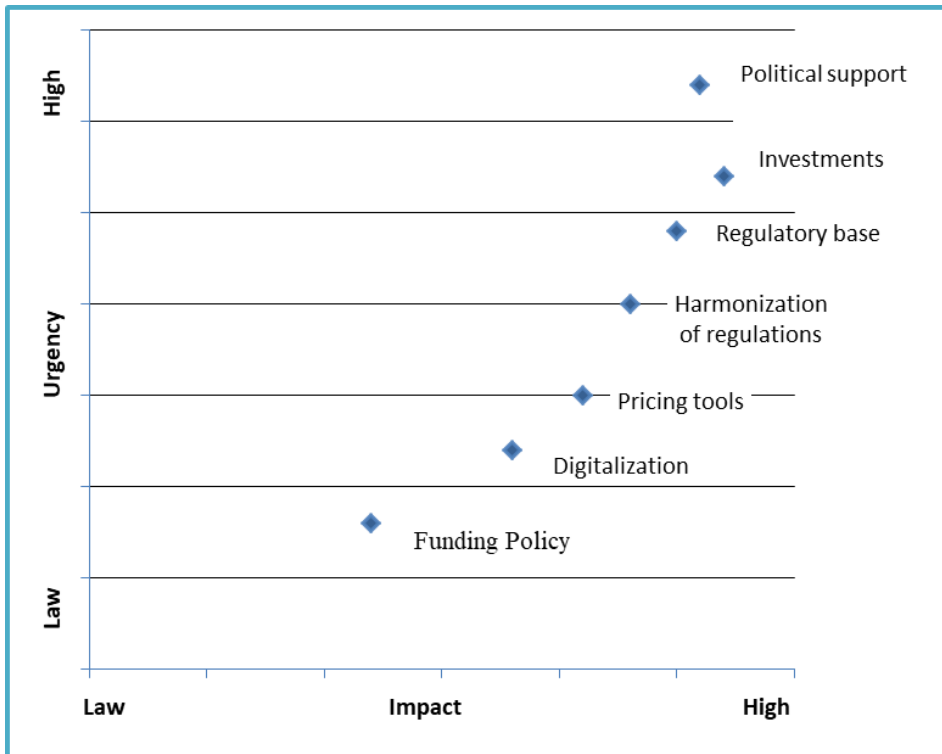 High
Political support
Investments
Regulatory base
Urgency
Harmonization
of regulations
Pricing tools
Digitalization
Funding Policy
Law
Law
Impact
High